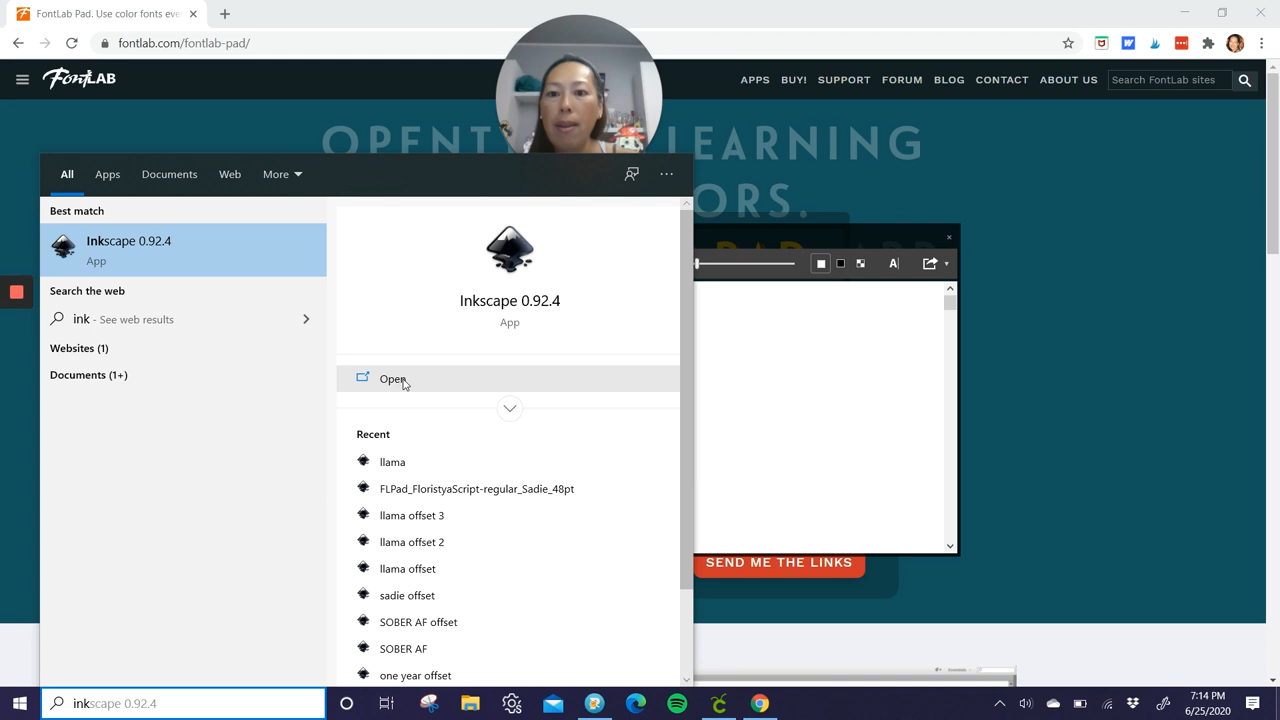 FontLab Pad. Use color fonts eve
fontlab.com/fontlab-pad/
FontLAB
APPS BUY! SUPPORT FORUM BLOG CONTACT ABOUT US Search FontLab sites
All Apps Documents Web More
Best match
Inkscape 0.92.4
App
Search the web
ink - See web results
Websites (1)
Documents (1+)
Inkscape 0.92.4
App
Open
Recent
llama
FLPad_FloristyaScript-regular_Sadie_48pt
llama offset 3
llama offset 2
llama offset
sadie offset
SOBER AF offset
SOBER AF
one year offset
SEND ME THE LINKS
inkscape 0.92.4
7:14 PM
6/25/2020